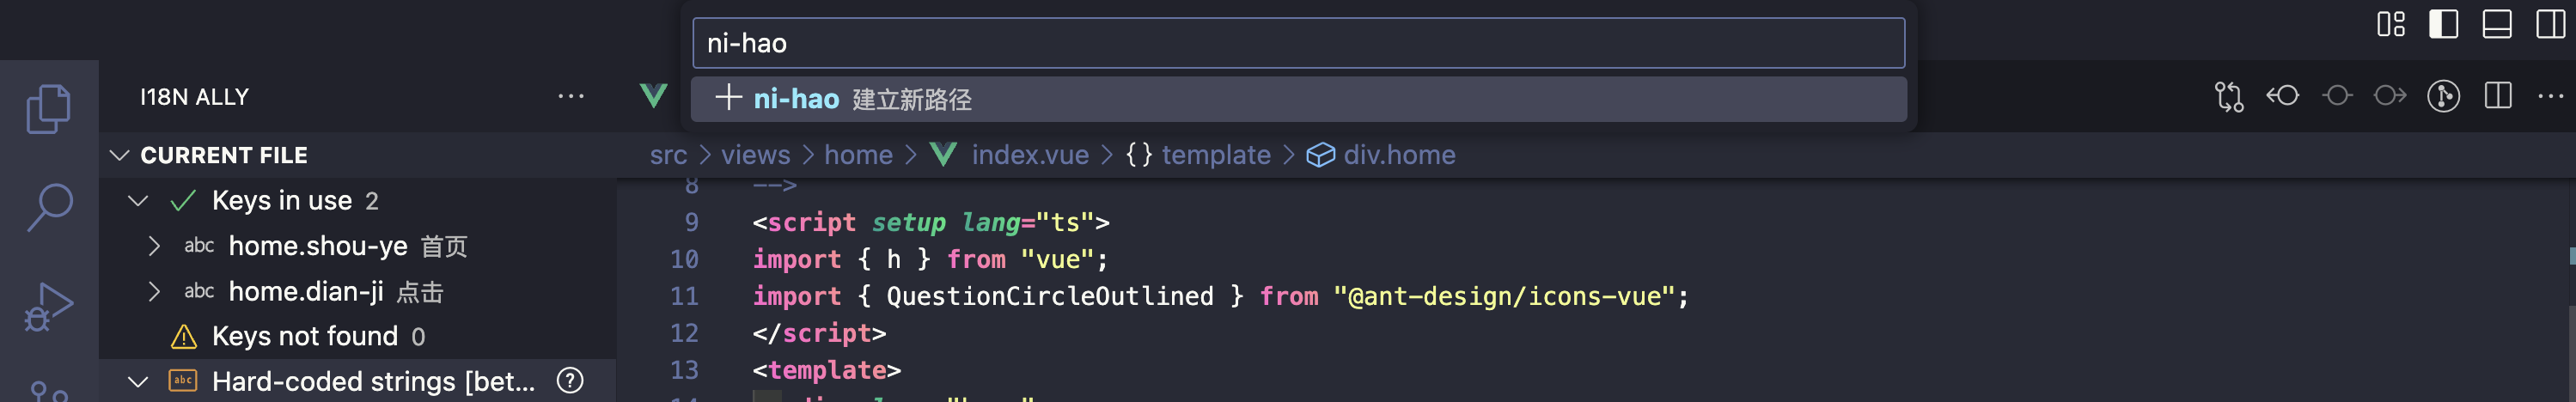 ni-hao
ni-hao 建立新路径
I18N ALLY
CURRENT FILE
src > views > home > index.vue > {} template > div.home
Keys in use 2
abc home.shou-ye 首页
abc home.dian-ji 点击
Keys not found 0
abc Hard-coded strings [bet...
8 -->
9 <script setup lang="ts">
10 import { h } from "vue";
11 import { QuestionCircleOutlined } from "@ant-design/icons-vue";
12 </script>
13 <template>